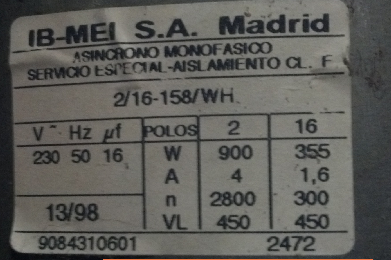 IB-MEI S.A. Madrid
ASINCRONO MONOFASICO
SERVICIO ESPECIAL-AISLAMIENTO CL. F
2/16-158/WH
V~ Hz µf POLOS 2 16
230 50 16 W 900 355
A 4 1,6
n 2800 300
13/98 VL 450 450
9084310601 2472